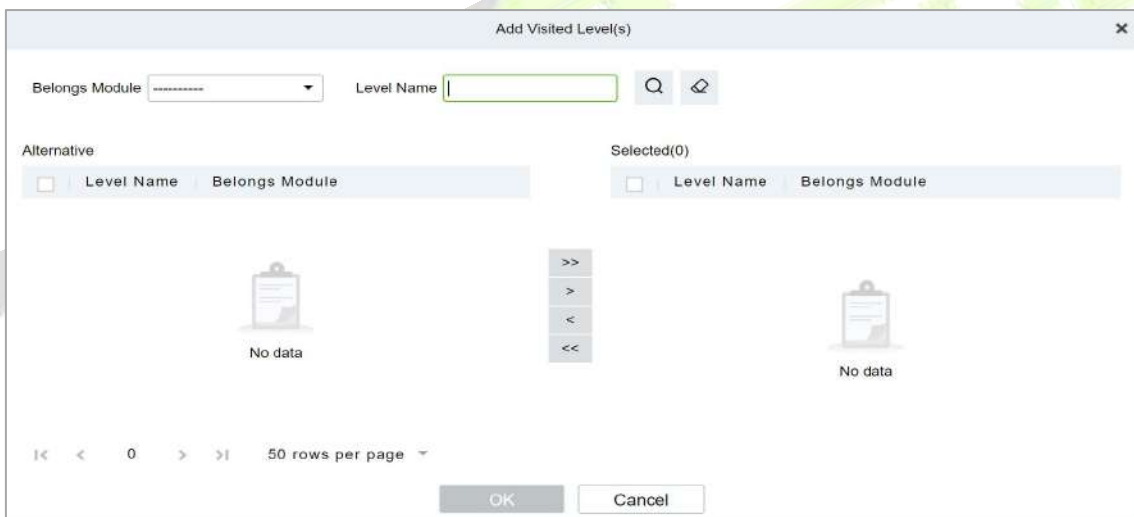 Add Visited Level(s)
Belongs Module ---------- Level Name
Alternative
Selected(0)
Level Name Belongs Module
Level Name Belongs Module
>>
>
<
<<
No data
No data
0 50 rows per page
OK Cancel